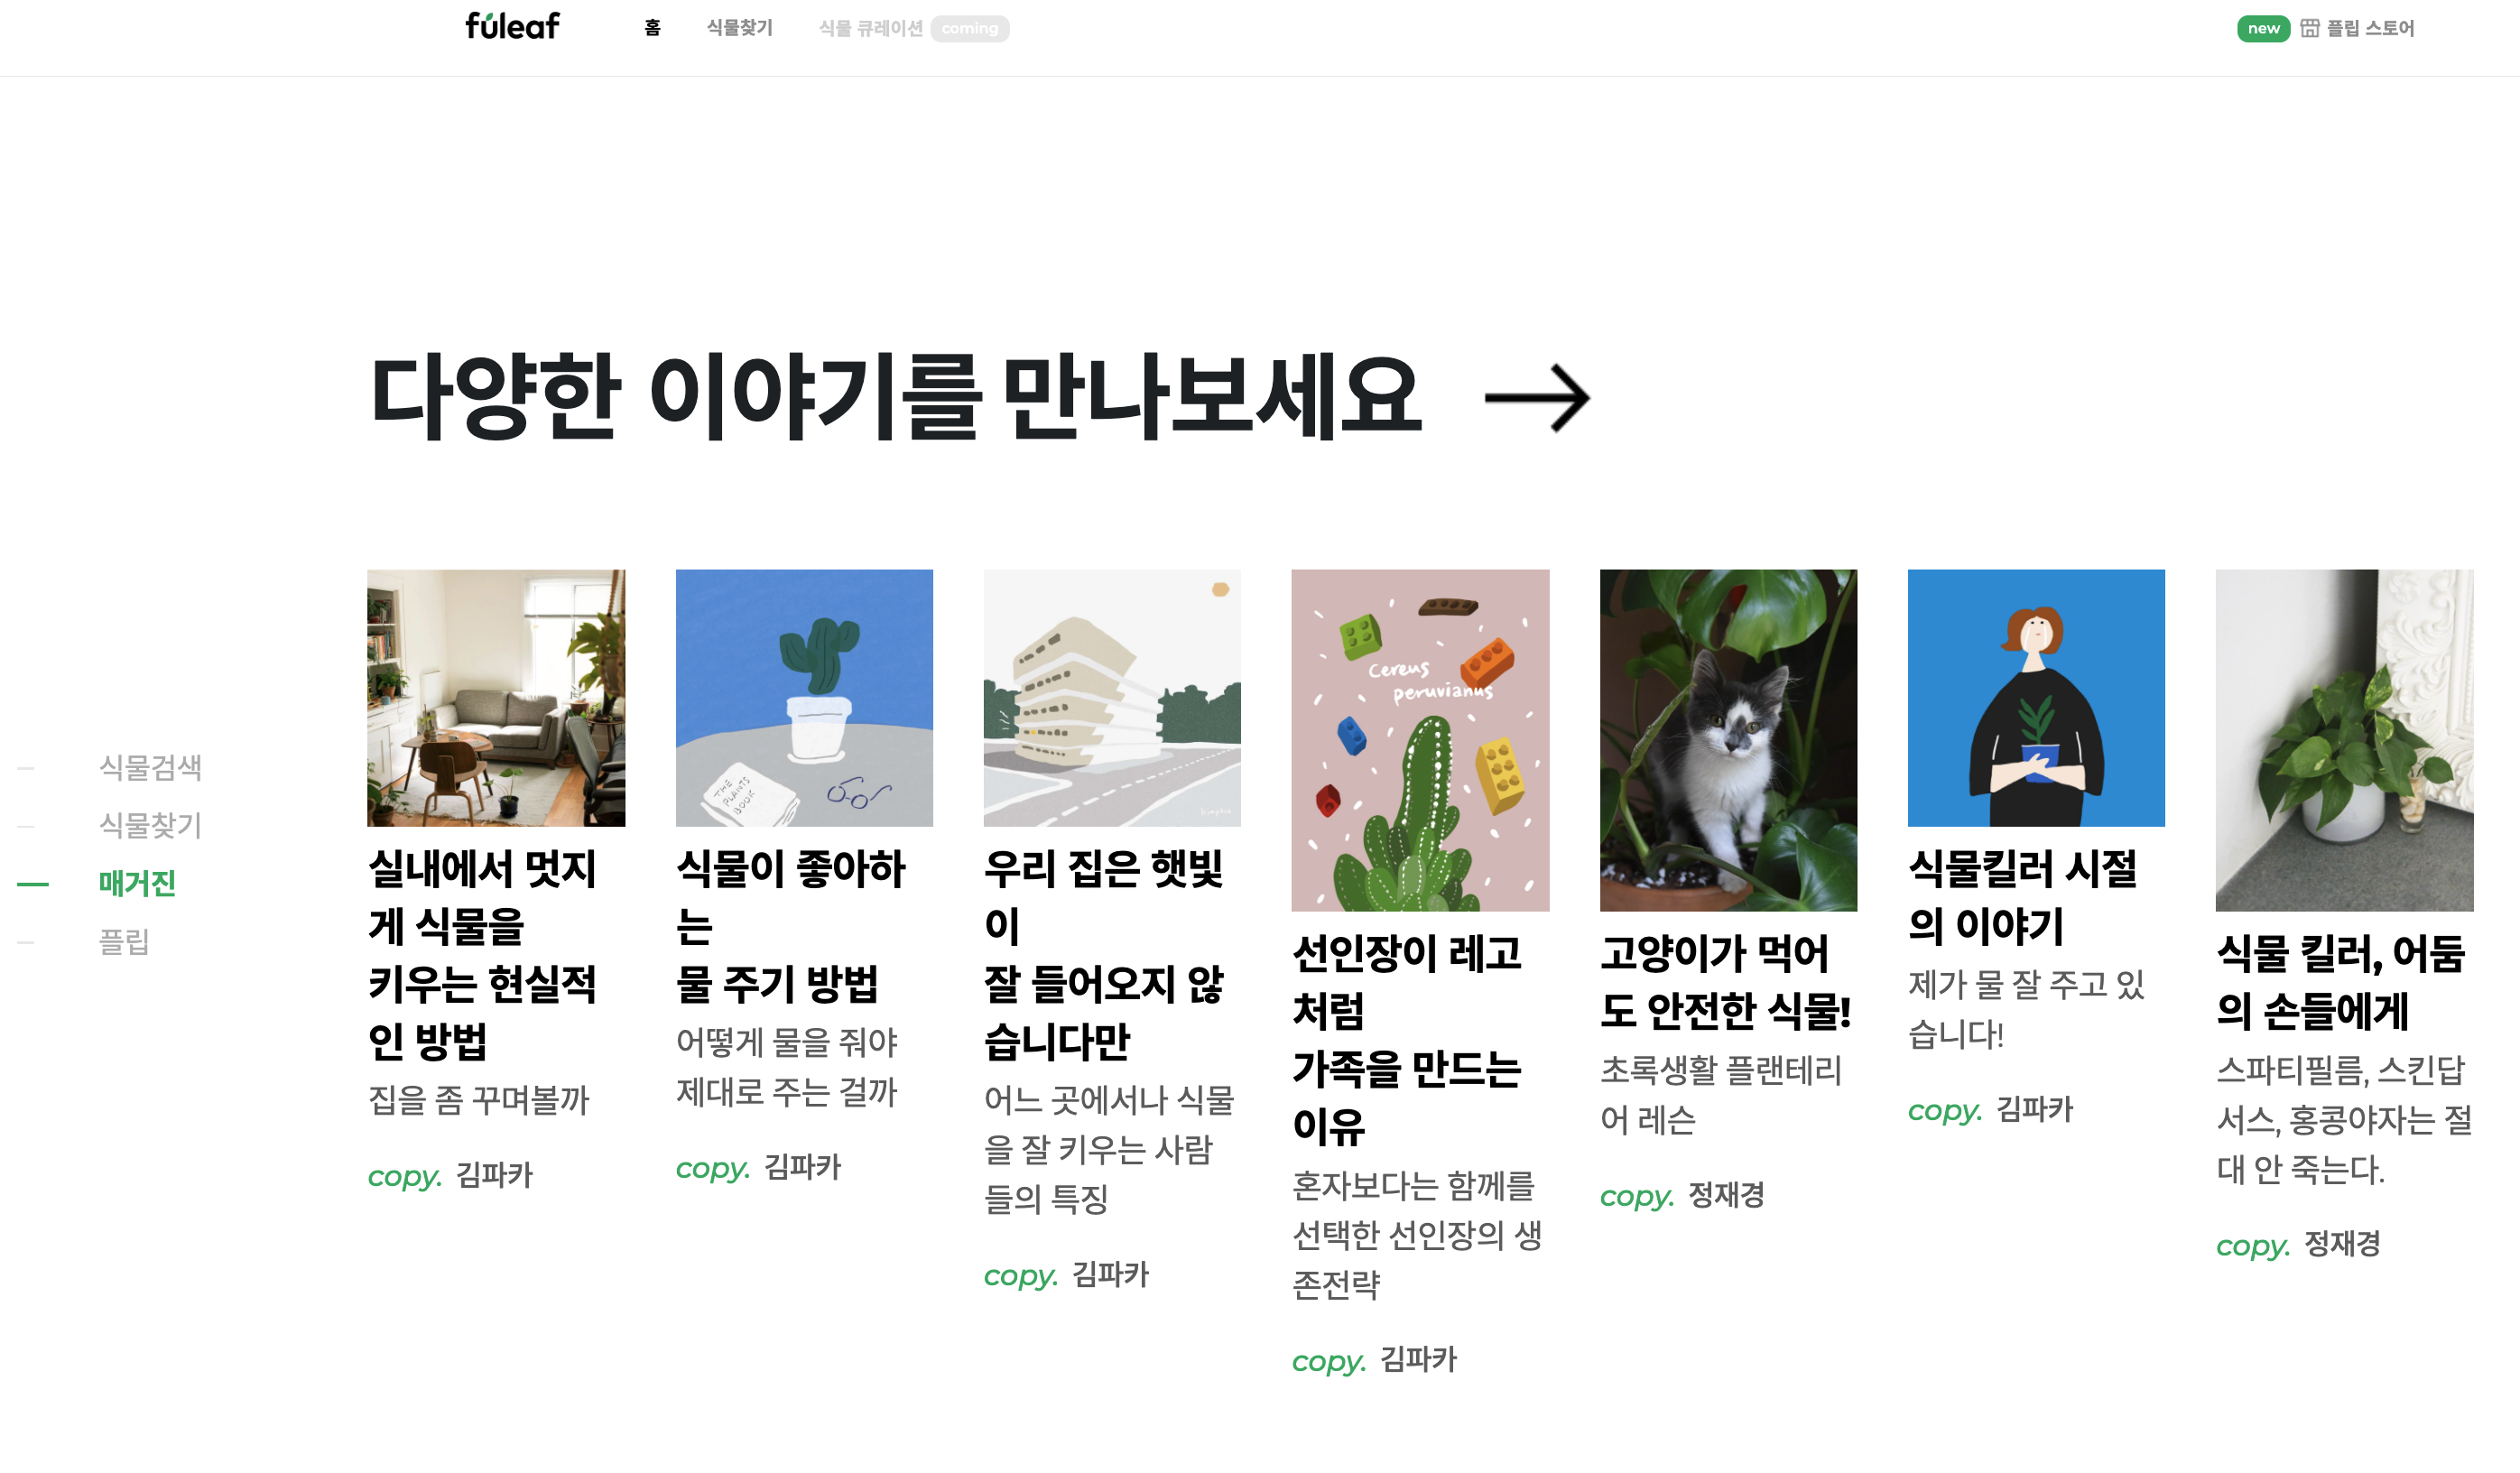 fuleaf
홈
식물찾기
식물 큐레이션 coming
new 플립 스토어
다양한 이야기를 만나보세요
식물검색
식물찾기
매거진
플립
THE
PLANTS
BOOK
실내에서 멋지
게 식물을
키우는 현실적
인 방법
집을 좀 꾸며볼까
copy. 김파카
식물이 좋아하
는
물 주기 방법
어떻게 물을 줘야
제대로 주는 걸까
copy. 김파카
우리 집은 햇빛
이
잘 들어오지 않
습니다만
어느 곳에서나 식물
을 잘 키우는 사람
들의 특징
copy. 김파카
cereus
peruvianus
선인장이 레고
처럼
가족을 만드는
이유
혼자보다는 함께를
선택한 선인장의 생
존전략
copy. 김파카
고양이가 먹어
도 안전한 식물!
초록생활 플랜테리
어 레슨
copy. 정재경
식물킬러 시절
의 이야기
제가 물 잘 주고 있
습니다!
copy. 김파카
식물 킬러, 어둠
의 손들에게
스파티필름, 스킨답
서스, 홍콩야자는 절
대 안 죽는다.
copy. 정재경